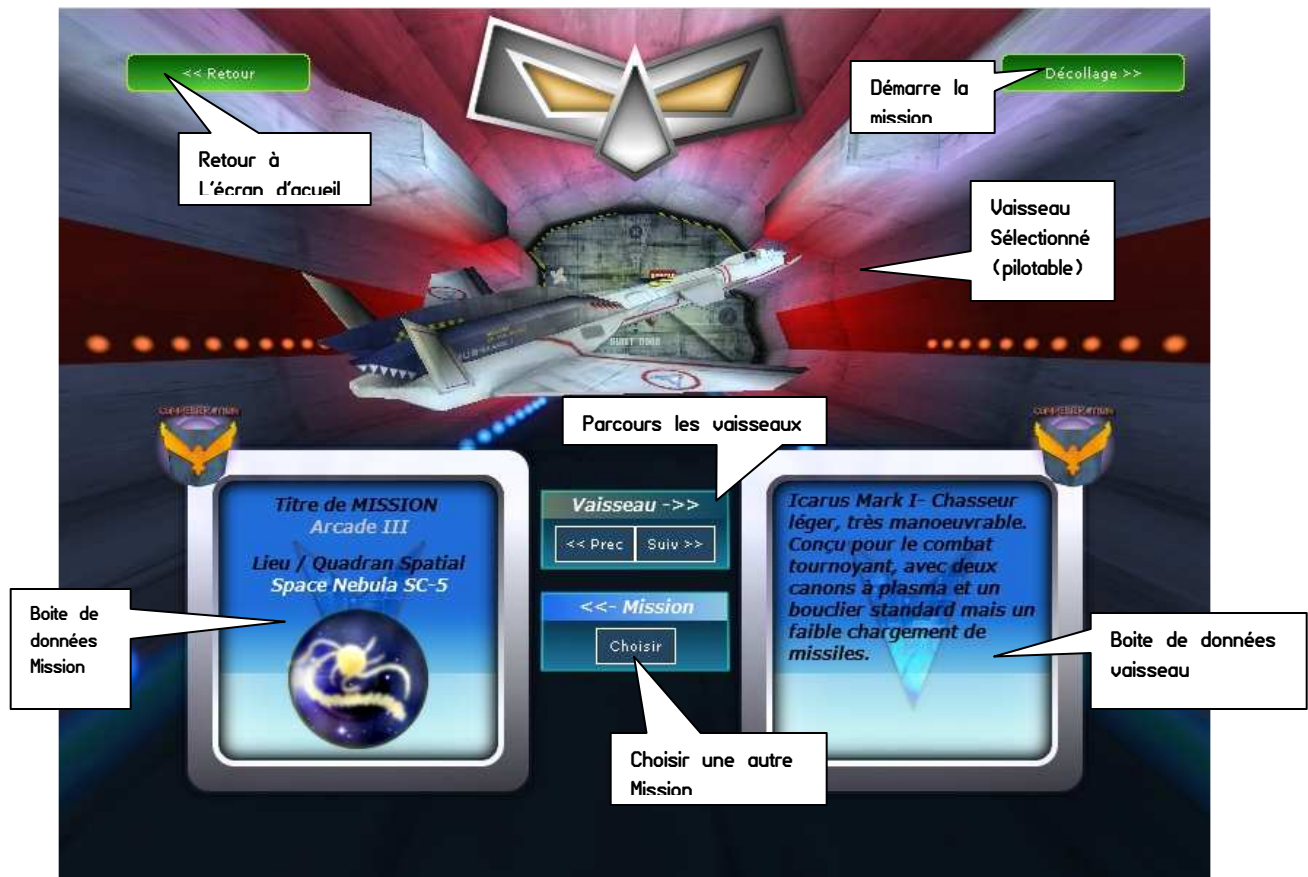 << Retour
Décollage >>
Démarre la
mission
Retour à
L'écran d'acueil
Vaisseau
Sélectionné
(pilotable)
Parcours les vaisseaux
Titre de MISSION
Arcade III
Lieu / Quadran Spatial
Space Nebula SC-5
Vaisseau ->>
<< Prec
Suiv >>
<<- Mission
Choisir
Icarus Mark I- Chasseur
léger, très manoeuvrable.
Conçu pour le combat
tournoyant, avec deux
canons à plasma et un
bouclier standard mais un
faible chargement de
missiles.
Boite de
données
Mission
Boite de données
vaisseau
Choisir une autre
Mission